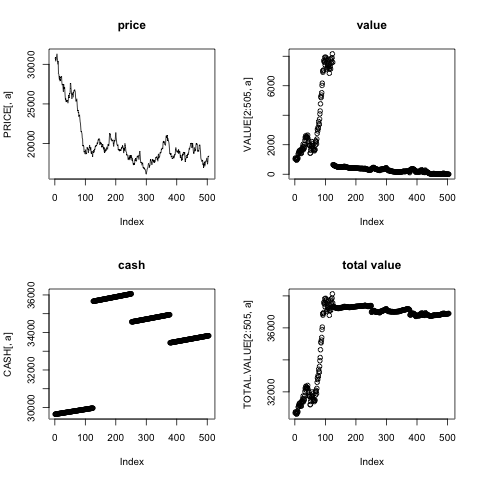 price
PRICE[, a]
20000 25000 30000
0 100 200 300 400 500
Index
value
VALUE[2:505, a]
0 2000 6000
0 100 200 300 400 500
Index
cash
CASH[, a]
30000 32000 34000 36000
0 100 200 300 400 500
Index
total value
TOTAL.VALUE[2:505, a]
32000 36000
0 100 200 300 400 500
Index